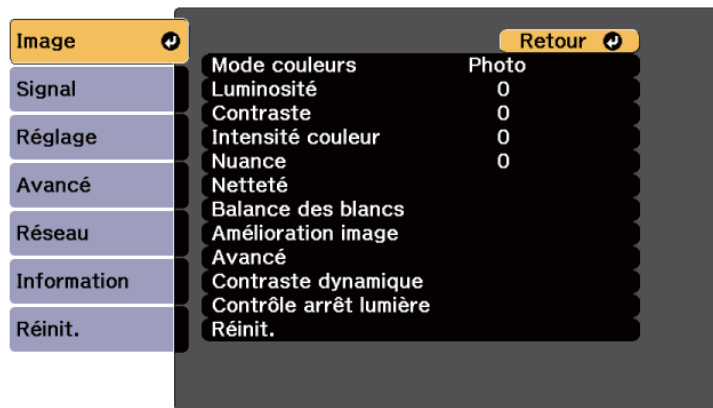 Image
Signal
Réglage
Avancé
Réseau
Information
Réinit.
Retour
Mode couleurs Photo
Luminosité 0
Contraste 0
Intensité couleur 0
Nuance 0
Netteté
Balance des blancs
Amélioration image
Avancé
Contraste dynamique
Contrôle arrêt lumière
Réinit.